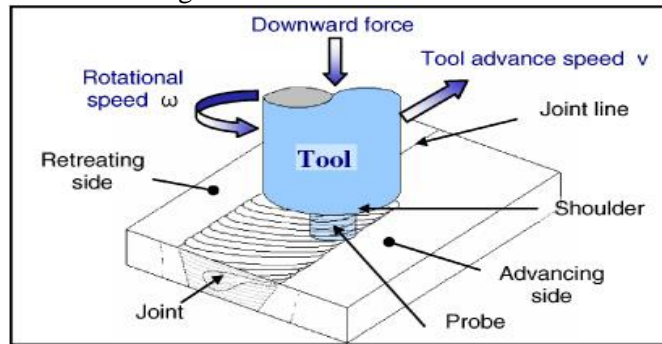 Downward force
Tool advance speed v
Rotational
speed ω
Joint line
Tool
Retreating
side
Shoulder
Advancing
side
Joint
Probe